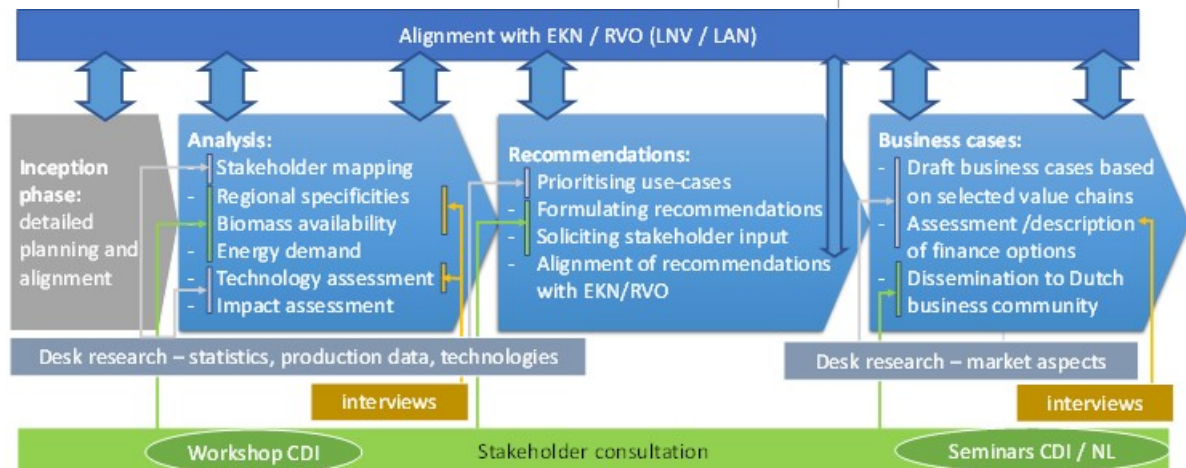 Alignment with EKN / RVO (LNV / LAN)
Inception
phase:
detailed
planning and
alignment
Analysis:
- Stakeholder mapping
- Regional specificities
- Biomass availability
- Energy demand
- Technology assessment
- Impact assessment
Recommendations:
- Prioritising use-cases
- Formulating recommendations
- Soliciting stakeholder input
- Alignment of recommendations
with EKN/RVO
Business cases:
- Draft business cases based
on selected value chains
- Assessment /description
of finance options
- Dissemination to Dutch
business community
Desk research – statistics, production data, technologies
Desk research – market aspects
interviews
interviews
Workshop CDI
Stakeholder consultation
Seminars CDI / NL